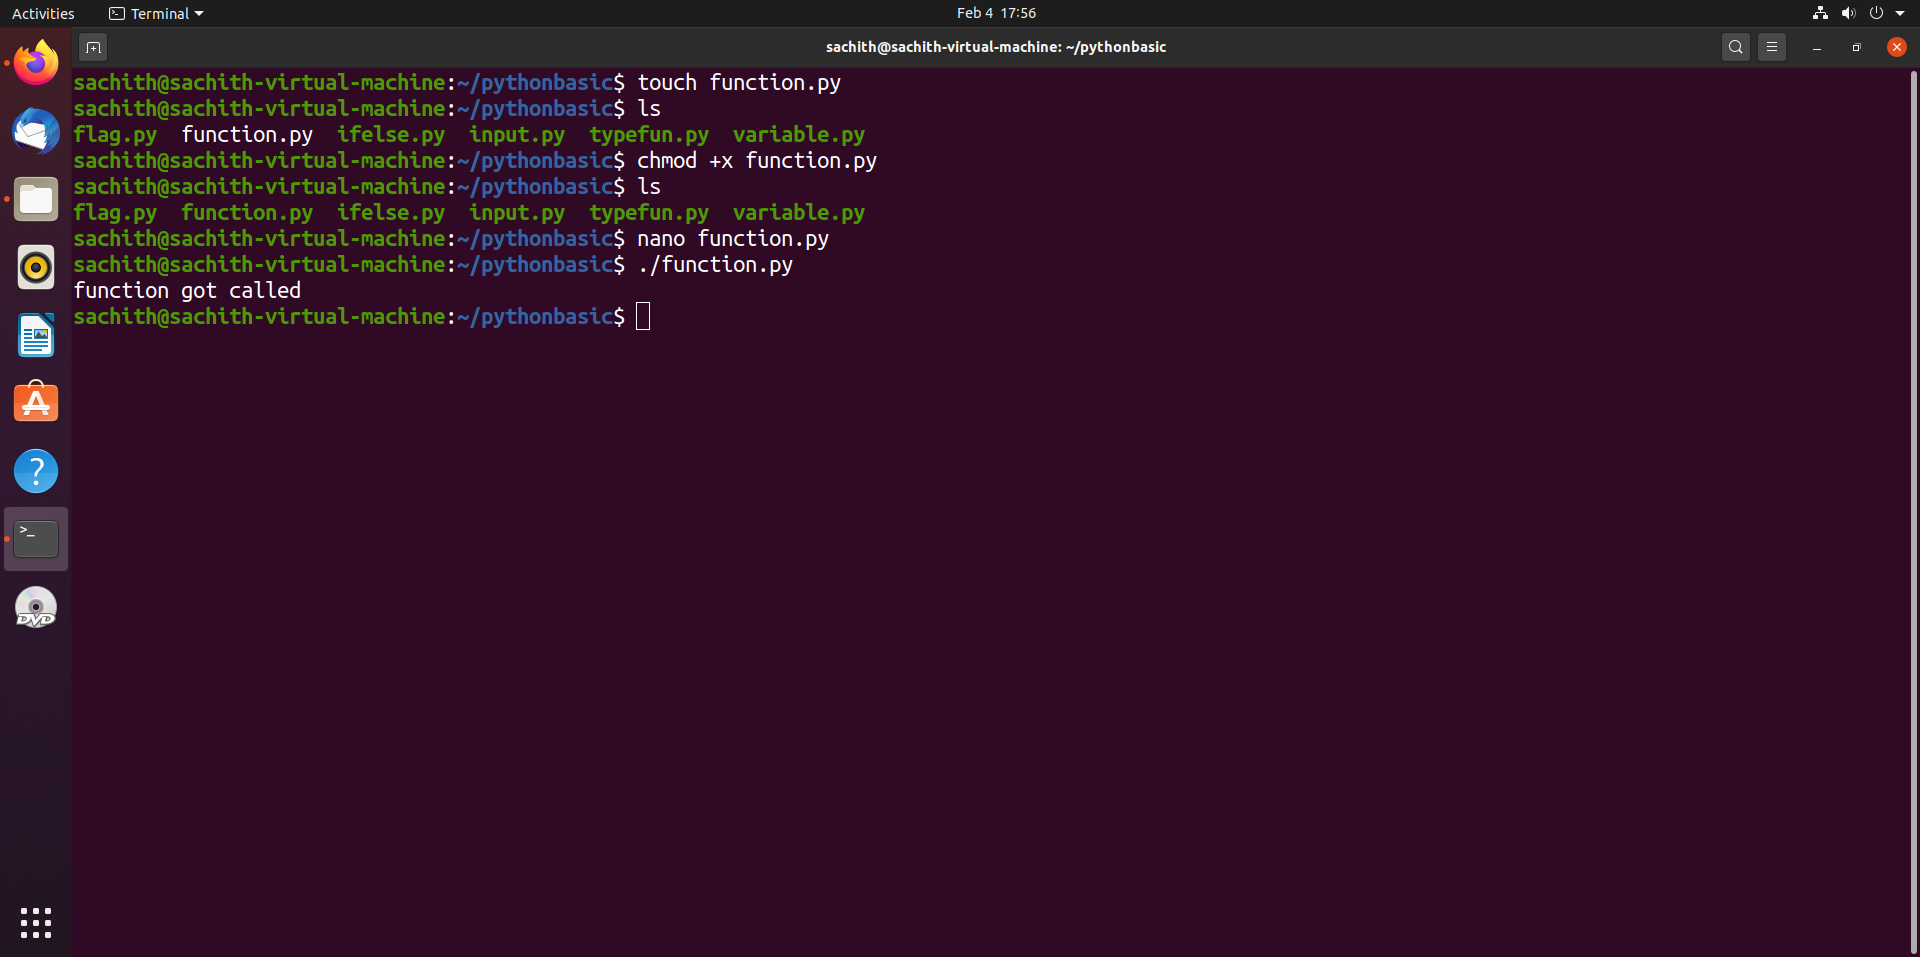 Activities Terminal Feb 4 17:56
sachith@sachith-virtual-machine: ~/pythonbasic
sachith@sachith-virtual-machine:~/pythonbasic$ touch function.py
sachith@sachith-virtual-machine:~/pythonbasic$ ls
flag.py function.py ifelse.py input.py typefun.py variable.py
sachith@sachith-virtual-machine:~/pythonbasic$ chmod +x function.py
sachith@sachith-virtual-machine:~/pythonbasic$ ls
flag.py function.py ifelse.py input.py typefun.py variable.py
sachith@sachith-virtual-machine:~/pythonbasic$ nano function.py
sachith@sachith-virtual-machine:~/pythonbasic$ ./function.py
function got called
sachith@sachith-virtual-machine:~/pythonbasic$
?
>_
DVD